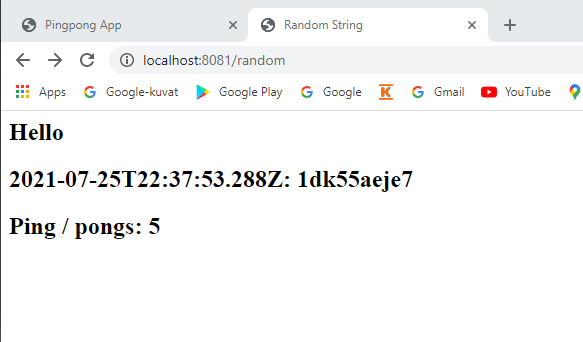 Pingpong App
Random String
localhost:8081/random
Apps Google-kuvat Google Play Google Gmail YouTube
Hello
2021-07-25T22:37:53.288Z: 1dk55aeje7
Ping / pongs: 5